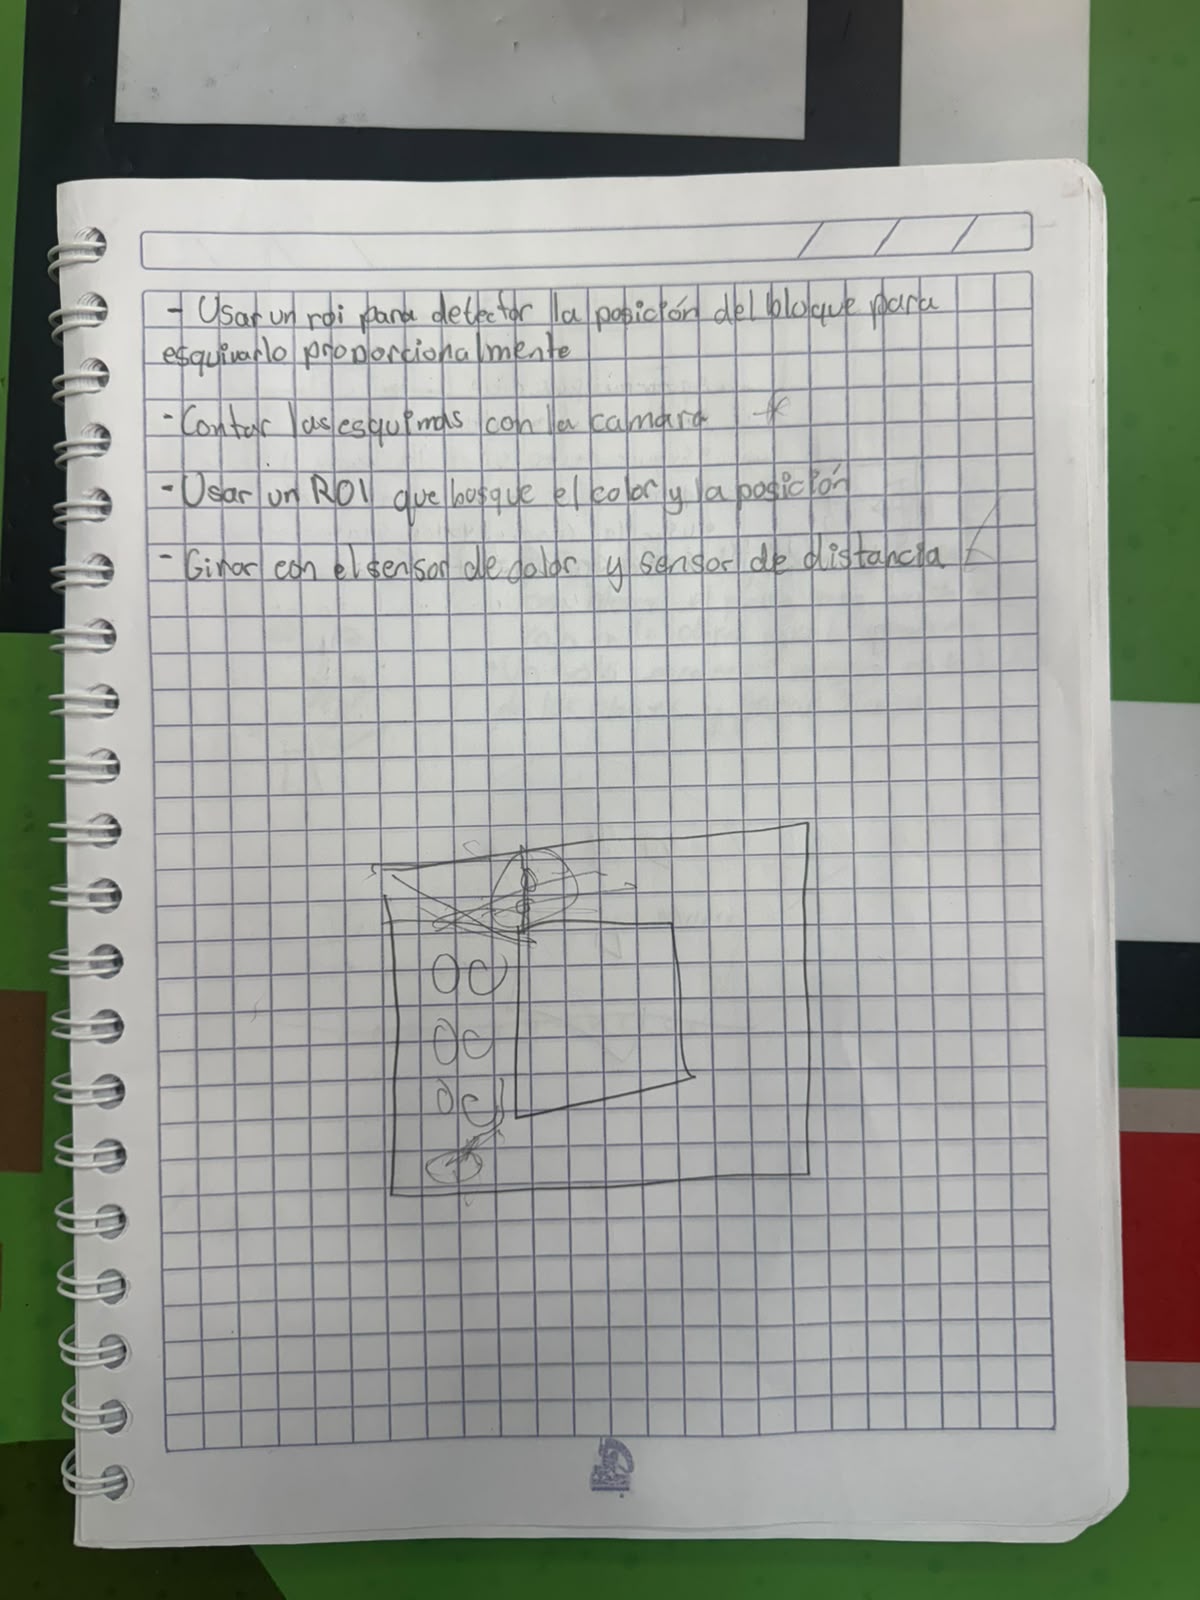 - Usar un roi para detectar la posición del bloque para
esquivarlo proporcionalmente
- Contar las esquinas con la camara *
- Usar un ROI que busque el color y la posición
- Girar con el sensor de color y sensor de distancia